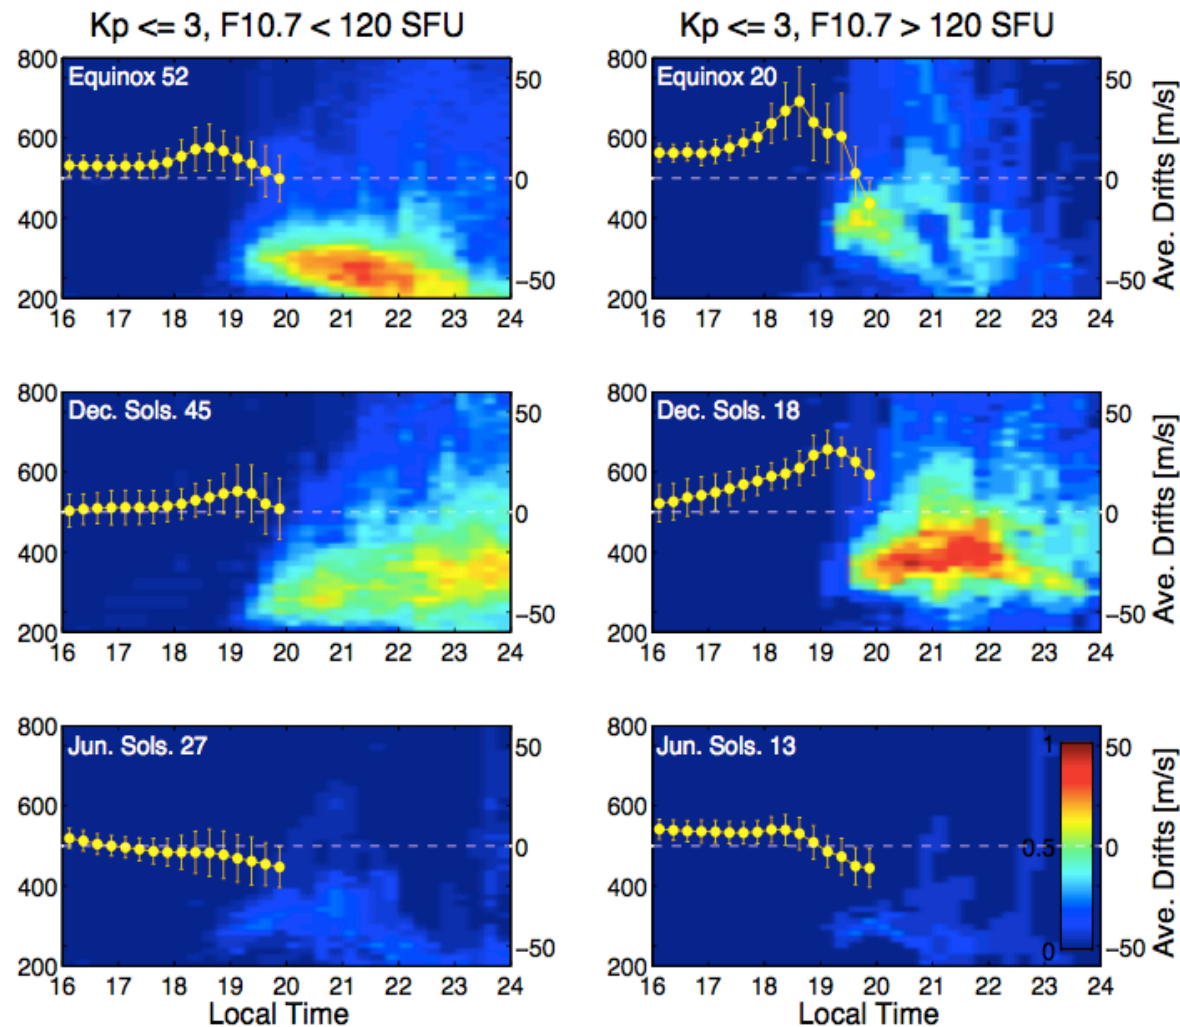 Kp <= 3, F10.7 < 120 SFU
Kp <= 3, F10.7 > 120 SFU
Equinox 52
800
600
400
200
50
0
−50
16 17 18 19 20 21 22 23 24
Equinox 20
800
600
400
200
50
0
−50
Ave. Drifts [m/s]
16 17 18 19 20 21 22 23 24
Dec. Sols. 45
800
600
400
200
50
0
−50
16 17 18 19 20 21 22 23 24
Dec. Sols. 18
800
600
400
200
50
0
−50
Ave. Drifts [m/s]
16 17 18 19 20 21 22 23 24
Jun. Sols. 27
800
600
400
200
50
0
−50
16 17 18 19 20 21 22 23 24
Local Time
Jun. Sols. 13
800
600
400
200
1
0.5
0
50
0
−50
Ave. Drifts [m/s]
16 17 18 19 20 21 22 23 24
Local Time